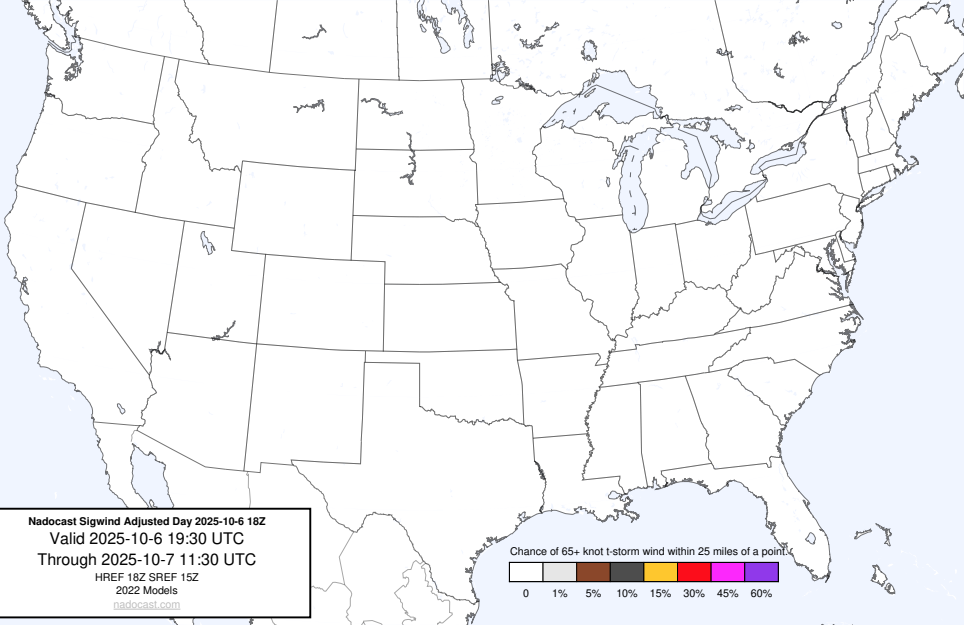 Nadocast Sigwind Adjusted Day 2025-10-6 18Z
Valid 2025-10-6 19:30 UTC
Through 2025-10-7 11:30 UTC
HREF 18Z SREF 15Z
2022 Models
nadocast.com
Chance of 65+ knot t-storm wind within 25 miles of a point.
0 1% 5% 10% 15% 30% 45% 60%